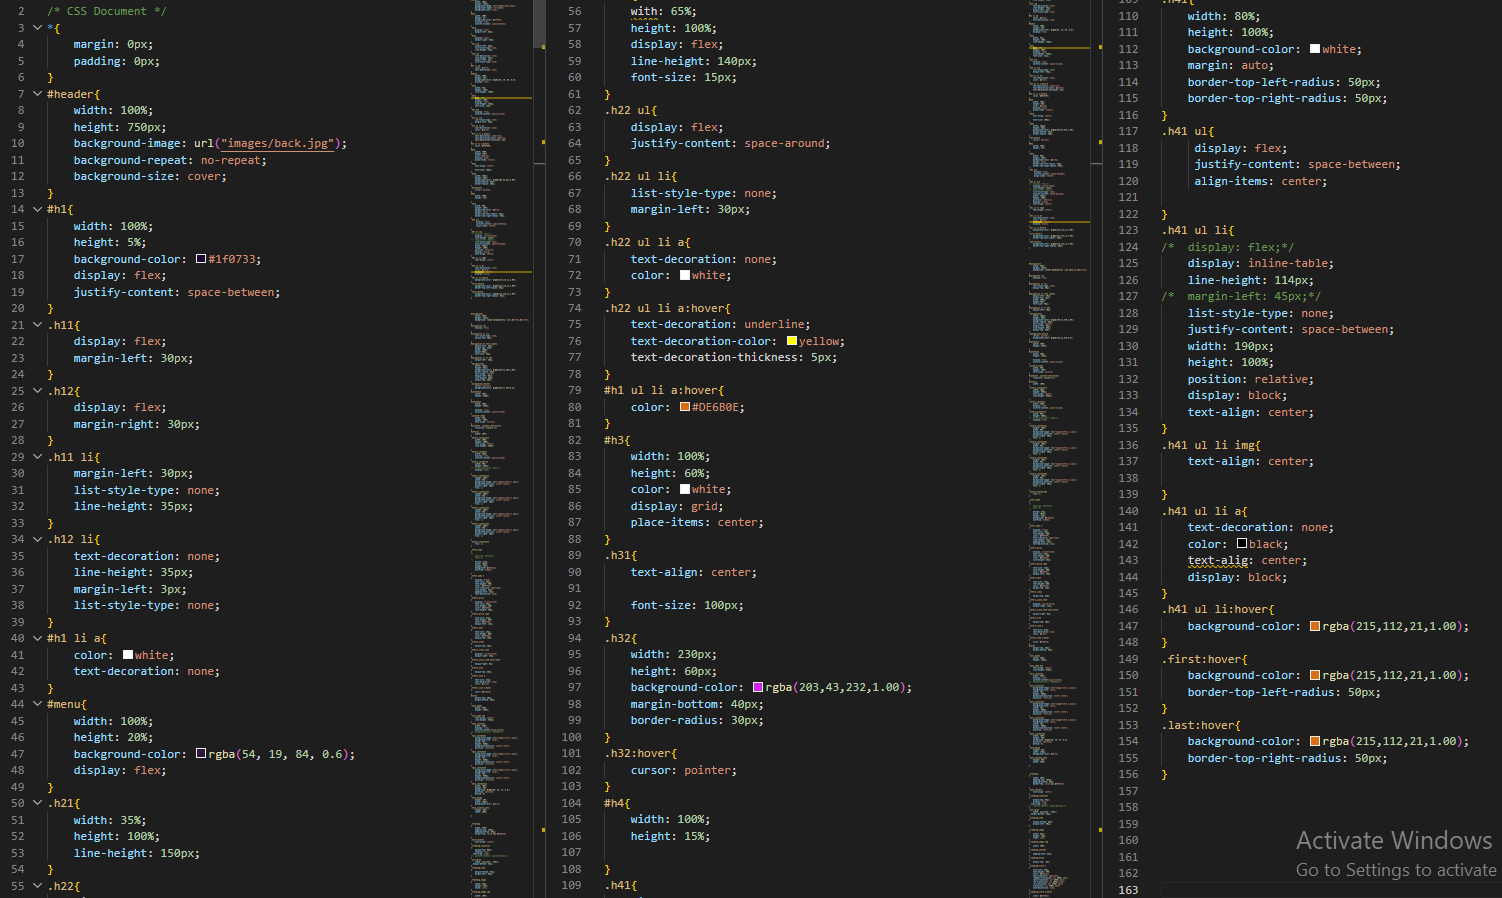 2 /* CSS Document */
3 *{
4 margin: 0px;
5 padding: 0px;
6 }
7 #header{
8 width: 100%;
9 height: 750px;
10 background-image: url("images/back.jpg");
11 background-repeat: no-repeat;
12 background-size: cover;
13 }
14 #h1{
15 width: 100%;
16 height: 5%;
17 background-color: #1f0733;
18 display: flex;
19 justify-content: space-between;
20 }
21 .h11{
22 display: flex;
23 margin-left: 30px;
24 }
25 .h12{
26 display: flex;
27 margin-right: 30px;
28 }
29 .h11 li{
30 margin-left: 30px;
31 list-style-type: none;
32 line-height: 35px;
33 }
34 .h12 li{
35 text-decoration: none;
36 line-height: 35px;
37 margin-left: 3px;
38 list-style-type: none;
39 }
40 #h1 li a{
41 color: white;
42 text-decoration: none;
43 }
44 #menu{
45 width: 100%;
46 height: 20%;
47 background-color: rgba(54, 19, 84, 0.6);
48 display: flex;
49 }
50 .h21{
51 width: 35%;
52 height: 100%;
53 line-height: 150px;
54 }
55 .h22{
56 with: 65%;
57 height: 100%;
58 display: flex;
59 line-height: 140px;
60 font-size: 15px;
61 }
62 .h22 ul{
63 display: flex;
64 justify-content: space-around;
65 }
66 .h22 ul li{
67 list-style-type: none;
68 margin-left: 30px;
69 }
70 .h22 ul li a{
71 text-decoration: none;
72 color: white;
73 }
74 .h22 ul li a:hover{
75 text-decoration: underline;
76 text-decoration-color: yellow;
77 text-decoration-thickness: 5px;
78 }
79 #h1 ul li a:hover{
80 color: #DE6B0E;
81 }
82 #h3{
83 width: 100%;
84 height: 60%;
85 color: white;
86 display: grid;
87 place-items: center;
88 }
89 .h31{
90 text-align: center;
91
92 font-size: 100px;
93 }
94 .h32{
95 width: 230px;
96 height: 60px;
97 background-color: rgba(203,43,232,1.00);
98 margin-bottom: 40px;
99 border-radius: 30px;
100 }
101 .h32:hover{
102 cursor: pointer;
103 }
104 #h4{
105 width: 100%;
106 height: 15%;
107
108 }
109 .h41{
110 width: 80%;
111 height: 100%;
112 background-color: white;
113 margin: auto;
114 border-top-left-radius: 50px;
115 border-top-right-radius: 50px;
116 }
117 .h41 ul{
118 display: flex;
119 justify-content: space-between;
120 align-items: center;
121
122 }
123 .h41 ul li{
124 /* display: flex;*/
125 display: inline-table;
126 line-height: 114px;
127 /* margin-left: 45px;*/
128 list-style-type: none;
129 justify-content: space-between;
130 width: 190px;
131 height: 100%;
132 position: relative;
133 display: block;
134 text-align: center;
135 }
136 .h41 ul li img{
137 text-align: center;
138
139 }
140 .h41 ul li a{
141 text-decoration: none;
142 color: black;
143 text-alig: center;
144 display: block;
145 }
146 .h41 ul li:hover{
147 background-color: rgba(215,112,21,1.00);
148 }
149 .first:hover{
150 background-color: rgba(215,112,21,1.00);
151 border-top-left-radius: 50px;
152 }
153 .last:hover{
154 background-color: rgba(215,112,21,1.00);
155 border-top-right-radius: 50px;
156 }
157
158
159
160
161
162
163
Activate Windows
Go to Settings to activate